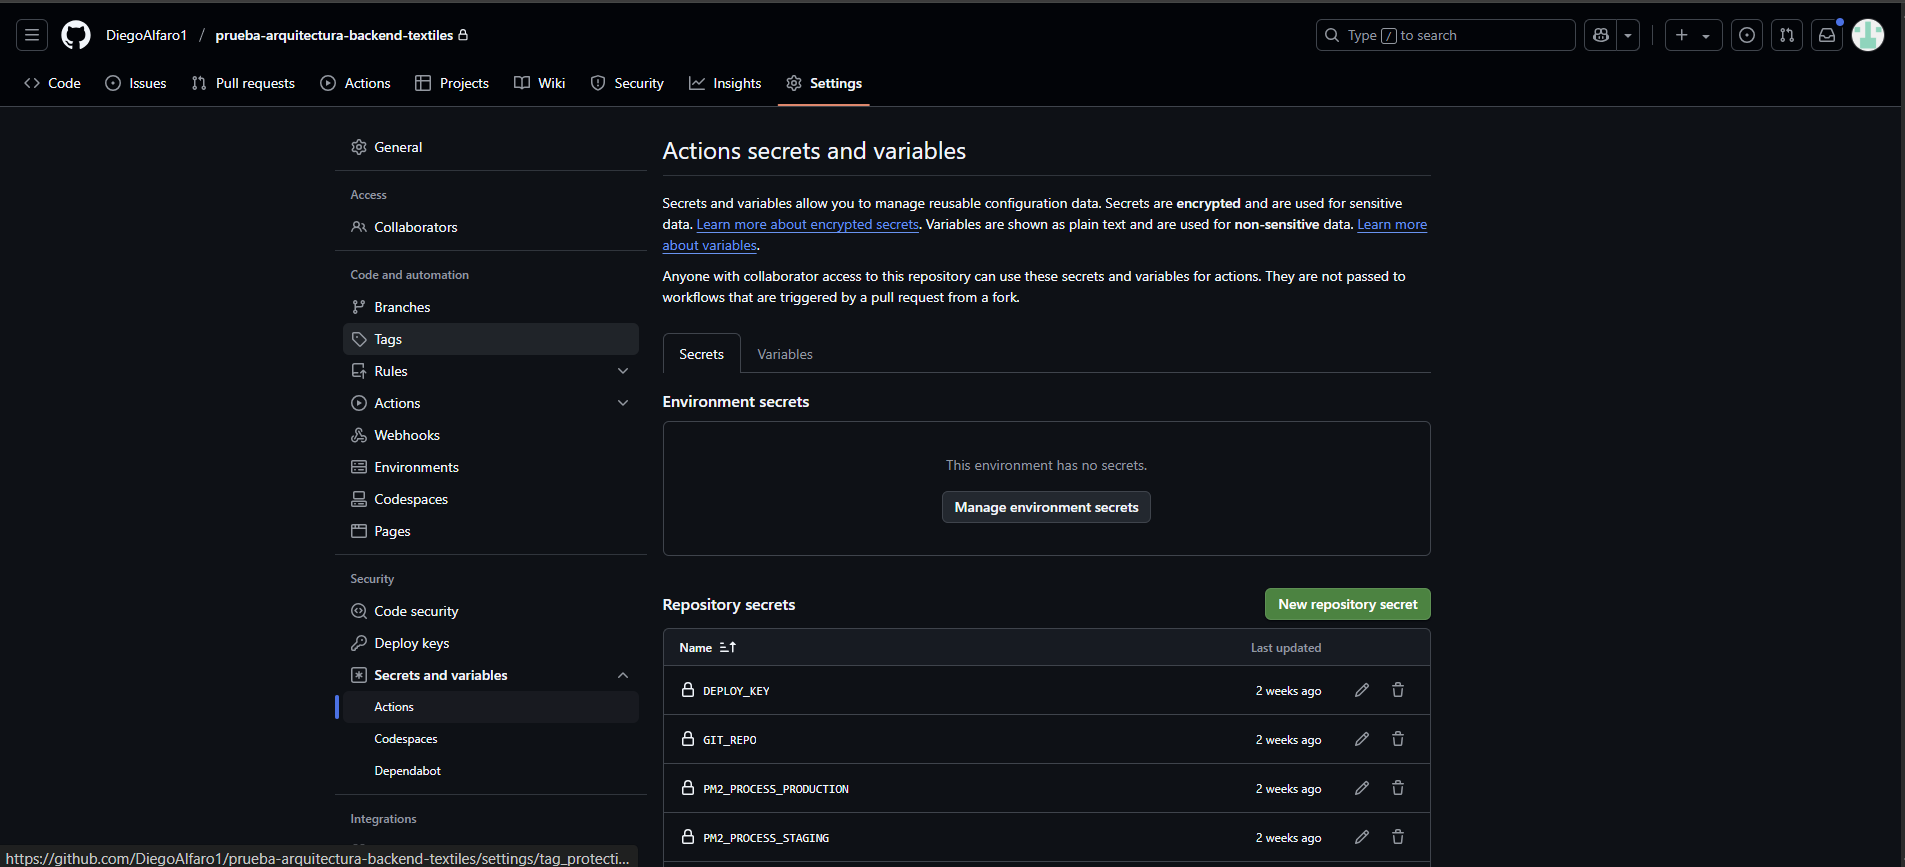 DiegoAlfaro1 / prueba-arquitectura-backend-textiles
Type / to search
Code
Issues
Pull requests
Actions
Projects
Wiki
Security
Insights
Settings
General
Access
Collaborators
Code and automation
Branches
Tags
Rules
Actions
Webhooks
Environments
Codespaces
Pages
Security
Code security
Deploy keys
Secrets and variables
Actions
Codespaces
Dependabot
Integrations
Actions secrets and variables
Secrets and variables allow you to manage reusable configuration data. Secrets are encrypted and are used for sensitive
data. Learn more about encrypted secrets. Variables are shown as plain text and are used for non-sensitive data. Learn more
about variables.
Anyone with collaborator access to this repository can use these secrets and variables for actions. They are not passed to
workflows that are triggered by a pull request from a fork.
Secrets
Variables
Environment secrets
This environment has no secrets.
Manage environment secrets
Repository secrets
New repository secret
Name
Last updated
DEPLOY_KEY
2 weeks ago
GIT_REPO
2 weeks ago
PM2_PROCESS_PRODUCTION
2 weeks ago
PM2_PROCESS_STAGING
2 weeks ago
https://github.com/DiegoAlfaro1/prueba-arquitectura-backend-textiles/settings/tag_protecti...